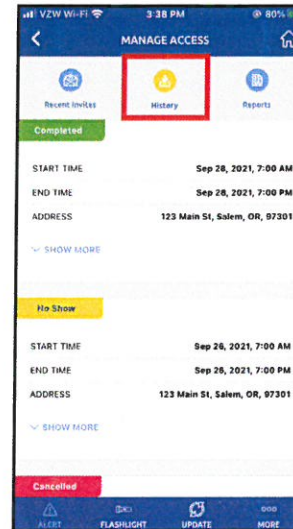 VZW Wi-Fi 3:38 PM 80%
MANAGE ACCESS
Recent Invites History Reports
Completed
START TIME Sep 28, 2021, 7:00 AM
END TIME Sep 28, 2021, 7:00 PM
ADDRESS 123 Main St, Salem, OR, 97301
SHOW MORE
No Show
START TIME Sep 26, 2021, 7:00 AM
END TIME Sep 26, 2021, 7:00 PM
ADDRESS 123 Main St, Salem, OR, 97301
SHOW MORE
Cancelled
ALERT FLASHLIGHT UPDATE MORE